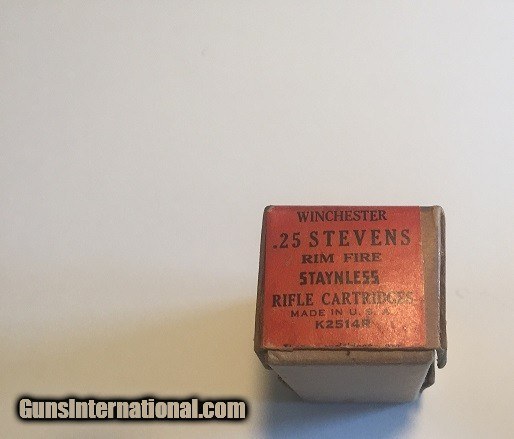 WINCHESTER
.25 STEVENS
RIM FIRE
STAYNLESS
RIFLE CARTRIDGES
MADE IN U. S. A.
K2514R
GunsInternational.com